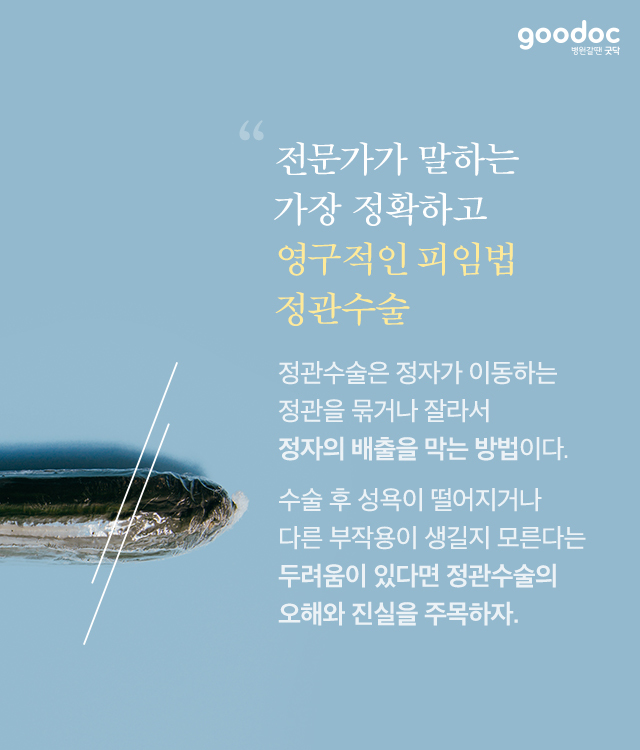 goodoc
병원갈땐 굿닥
“
전문가가 말하는
가장 정확하고
영구적인 피임법
정관수술
정관수술은 정자가 이동하는
정관을 묶거나 잘라서
정자의 배출을 막는 방법이다.
수술 후 성욕이 떨어지거나
다른 부작용이 생길지 모른다는
두려움이 있다면 정관수술의
오해와 진실을 주목하자.